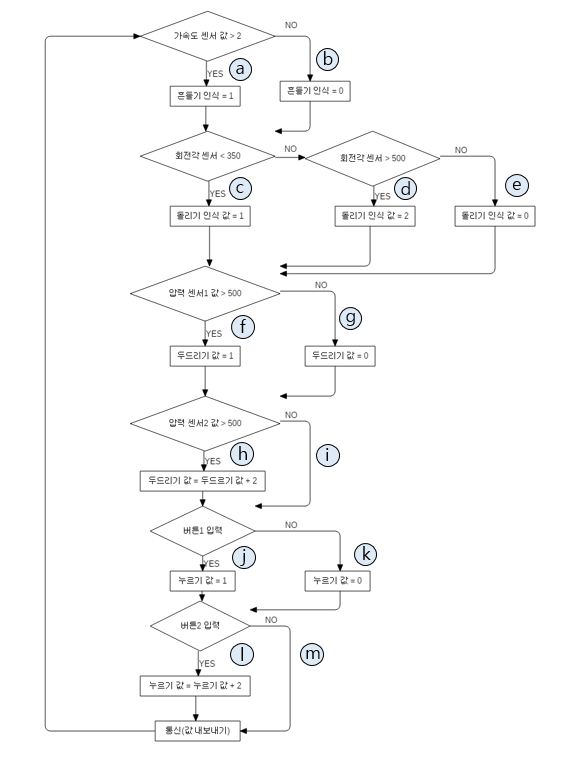 가속도 센서 값 > 2
NO
YES
a
b
흔들기 인식 = 1
흔들기 인식 = 0
회전각 센서 < 350
NO
회전각 센서 > 500
NO
YES
c
YES
d
e
돌리기 인식 값 = 1
돌리기 인식 값 = 2
돌리기 인식 값 = 0
압력 센서1 값 > 500
NO
YES
f
g
두드리기 값 = 1
두드리기 값 = 0
압력 센서2 값 > 500
NO
YES
h
i
두드리기 값 = 두드르기 값 + 2
버튼1 입력
NO
YES
j
k
누르기 값 = 1
누르기 값 = 0
버튼2 입력
NO
YES
l
m
누르기 값 = 누르기 값 + 2
통신(값 내보내기)